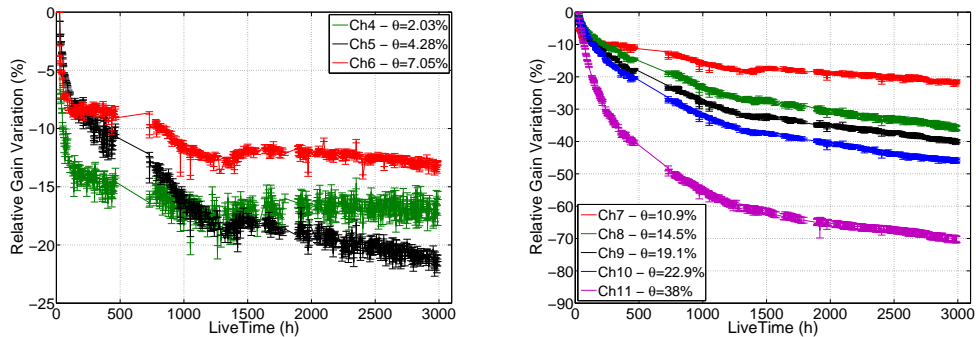 0
−5
−10
−15
−20
−25
Relative Gain Variation (%)
0 500 1000 1500 2000 2500 3000
LiveTime (h)
Ch4 − θ=2.03%
Ch5 − θ=4.28%
Ch6 − θ=7.05%
0
−10
−20
−30
−40
−50
−60
−70
−80
−90
Relative Gain Variation (%)
0 500 1000 1500 2000 2500 3000
LiveTime (h)
Ch7 − θ=10.9%
Ch8 − θ=14.5%
Ch9 − θ=19.1%
Ch10 − θ=22.9%
Ch11 − θ=38%